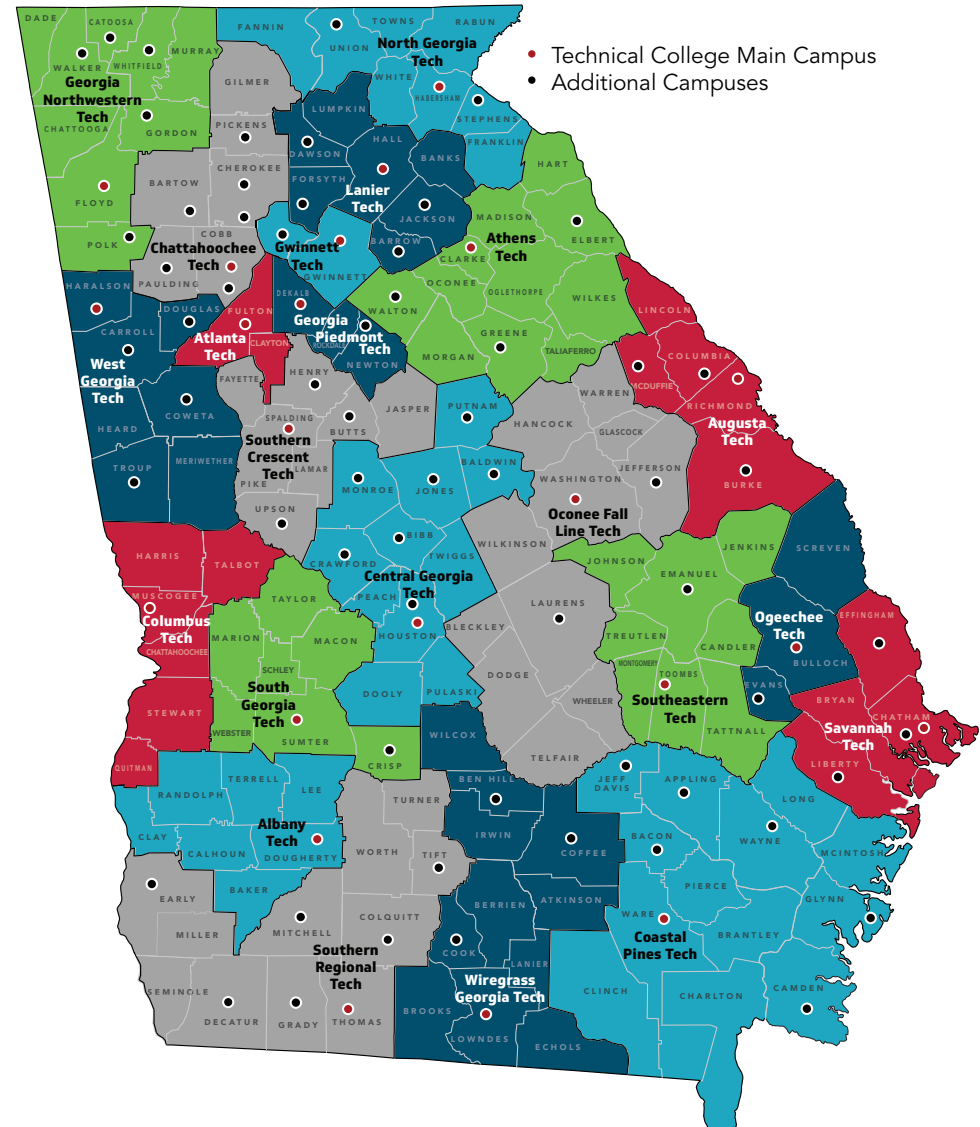 DADE
CATOOSA
FANNIN
TOWNS
RABUN
UNION
North Georgia
Tech
MURRAY
WALKER
WHITFIELD
Georgia
Northwestern
Tech
GILMER
WHITE
HABERSHAM
STEPHENS
• Technical College Main Campus
• Additional Campuses
LUMPKIN
CHATTOOGA
GORDON
PICKENS
DAWSON
HALL
BANKS
FRANKLIN
HART
FLOYD
BARTOW
CHEROKEE
FORSYTH
Lanier
Tech
JACKSON
MADISON
ELBERT
POLK
COBB
Chattahoochee
Tech
PAULDING
Gwinnett
Tech
GWINNETT
BARROW
CLARKE
Athens
Tech
OCONEE
OGLETHORPE
WILKES
LINCOLN
HARALSON
CARROLL
DOUGLAS
FULTON
Atlanta
Tech
CLAYTON
DEKALB
Georgia
Piedmont
Tech
ROCKDALE
NEWTON
WALTON
MORGAN
GREENE
TALIAFERRO
West
Georgia
Tech
COLUMBIA
MCDUFFIE
RICHMOND
Augusta
Tech
BURKE
HEARD
COWETA
FAYETTE
HENRY
SPALDING
BUTTS
Southern
Crescent
Tech
LAMAR
PIKE
UPSON
JASPER
PUTNAM
HANCOCK
WARREN
GLASCOCK
JEFFERSON
WASHINGTON
Oconee Fall
Line Tech
TROUP
MERIWETHER
MONROE
JONES
BALDWIN
WILKINSON
HARRIS
TALBOT
CRAWFORD
BIBB
TWIGGS
Central Georgia
Tech
PEACH
HOUSTON
JOHNSON
EMANUEL
JENKINS
SCREVEN
MUSCOGEE
Columbus
Tech
CHATTAHOOCHEE
TAYLOR
MARION
MACON
SCHLEY
South
Georgia
Tech
WEBSTER
SUMTER
BLECKLEY
LAURENS
TREUTLEN
CANDLER
Ogeechee
Tech
BULLOCH
EFFINGHAM
STEWART
DOOLY
PULASKI
DODGE
WHEELER
MONTGOMERY
TOOMBS
Southeastern
Tech
TATTNALL
EVANS
BRYAN
CHATHAM
Savannah
Tech
LIBERTY
QUITMAN
CRISP
WILCOX
TELFAIR
RANDOLPH
TERRELL
LEE
TURNER
BEN HILL
JEFF
DAVIS
APPLING
LONG
CLAY
CALHOUN
Albany
Tech
DOUGHERTY
WORTH
TIFT
IRWIN
COFFEE
BACON
WAYNE
MCINTOSH
EARLY
BAKER
MILLER
MITCHELL
COLQUITT
BERRIEN
ATKINSON
PIERCE
GLYNN
WARE
Coastal
Pines Tech
BRANTLEY
Southern
Regional
Tech
COOK
LANIER
SEMINOLE
DECATUR
GRADY
THOMAS
BROOKS
Wiregrass
Georgia Tech
LOWNDES
ECHOLS
CLINCH
CHARLTON
CAMDEN